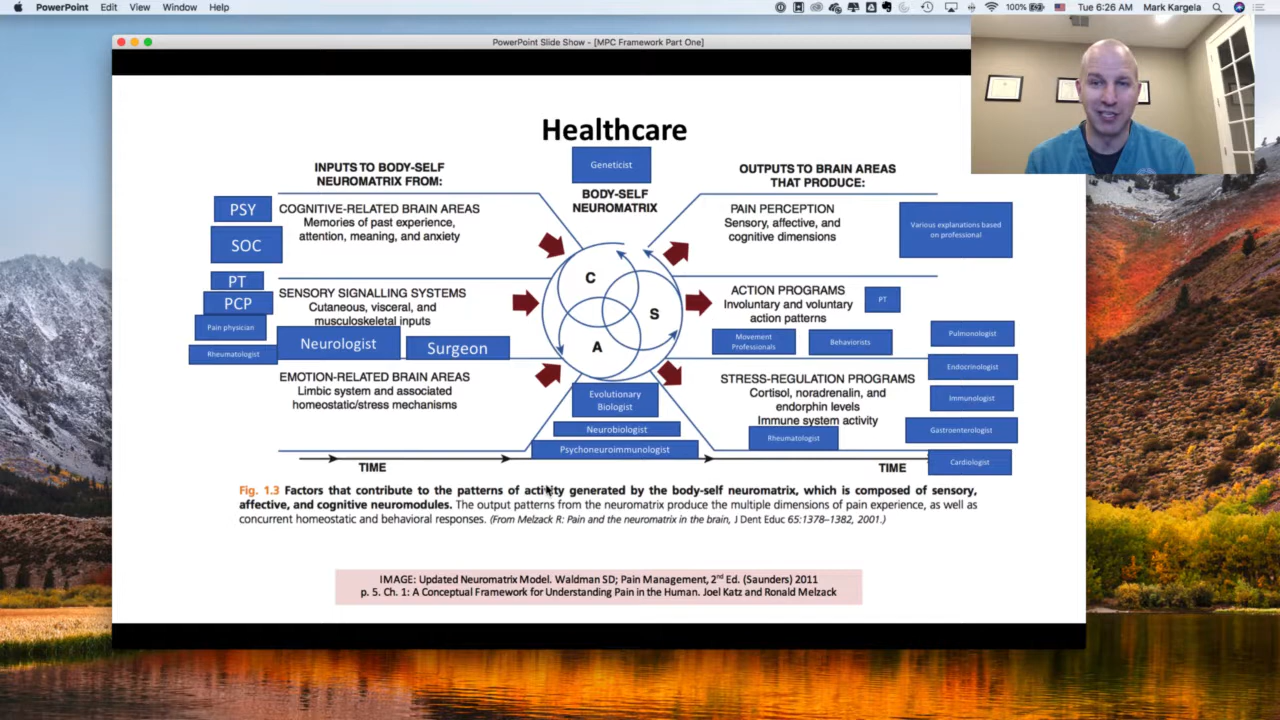 PowerPoint Edit View Window Help
100% Tue 6:26 AM Mark Kargela
PowerPoint Slide Show - [MPC Framework Part One]
Healthcare
Geneticist
INPUTS TO BODY-SELF
NEUROMATRIX FROM:
BODY-SELF
NEUROMATRIX
OUTPUTS TO BRAIN AREAS
THAT PRODUCE:
PSY
SOC
COGNITIVE-RELATED BRAIN AREAS
Memories of past experience,
attention, meaning, and anxiety
PT
PCP
Pain physician
Rheumatologist
SENSORY SIGNALLING SYSTEMS
Cutaneous, visceral, and
musculoskeletal inputs
Neurologist
Surgeon
EMOTION-RELATED BRAIN AREAS
Limbic system and associated
homeostatic/stress mechanisms
C
S
A
Evolutionary
Biologist
Neurobiologist
Psychoneuroimmunologist
PAIN PERCEPTION
Sensory, affective, and
cognitive dimensions
Various explanations based
on professional
ACTION PROGRAMS
Involuntary and voluntary
action patterns
PT
Movement
Professionals
Behaviorists
STRESS-REGULATION PROGRAMS
Cortisol, noradrenalin, and
endorphin levels
Immune system activity
Rheumatologist
Pulmonologist
Endocrinologist
Immunologist
Gastroenterologist
Cardiologist
TIME
TIME
Fig. 1.3 Factors that contribute to the patterns of activity generated by the body-self neuromatrix, which is composed of sensory,
affective, and cognitive neuromodules. The output patterns from the neuromatrix produce the multiple dimensions of pain experience, as well as
concurrent homeostatic and behavioral responses. (From Melzack R: Pain and the neuromatrix in the brain, J Dent Educ 65:1378–1382, 2001.)
IMAGE: Updated Neuromatrix Model. Waldman SD; Pain Management, 2nd Ed. (Saunders) 2011
p. 5. Ch. 1: A Conceptual Framework for Understanding Pain in the Human. Joel Katz and Ronald Melzack